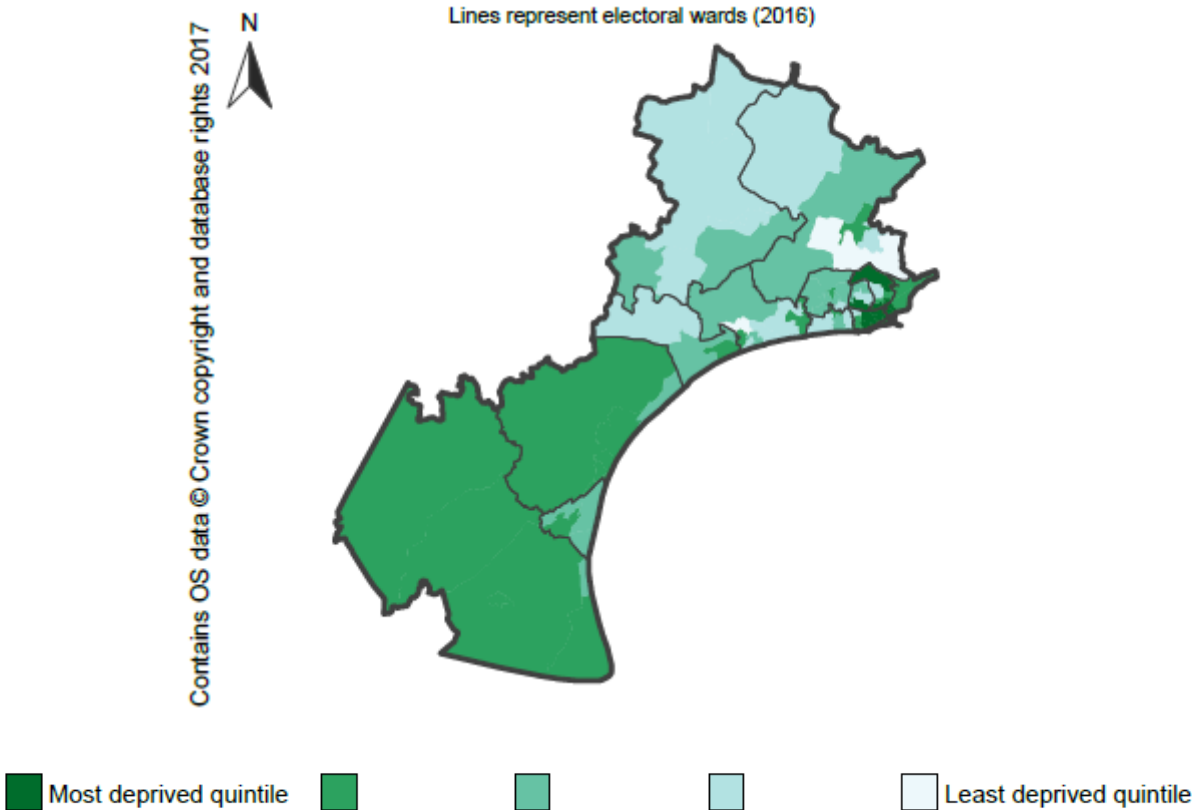 Lines represent electoral wards (2016)
N
Contains OS data © Crown copyright and database rights 2017
Most deprived quintile
Least deprived quintile